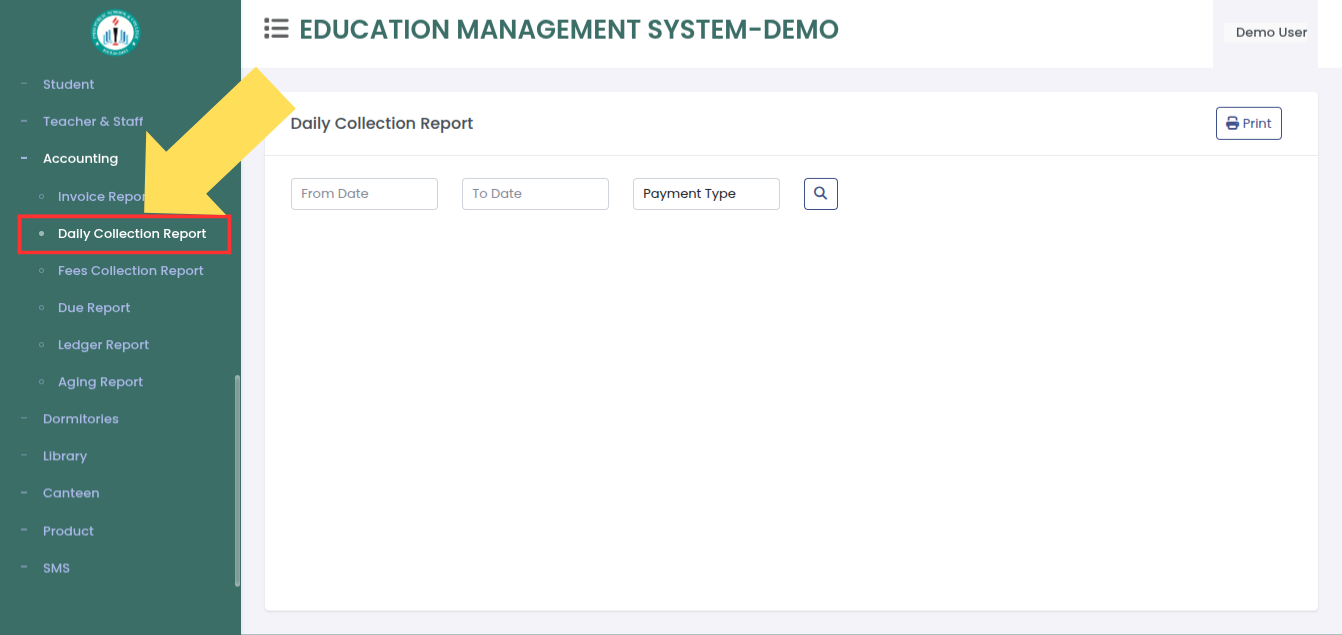 EDUCATION MANAGEMENT SYSTEM-DEMO
Demo User
Student
Teacher & Staff
Accounting
Invoice Repor
Daily Collection Report
Fees Collection Report
Due Report
Ledger Report
Aging Report
Dormitories
Library
Canteen
Product
SMS
Daily Collection Report
Print
From Date
To Date
Payment Type